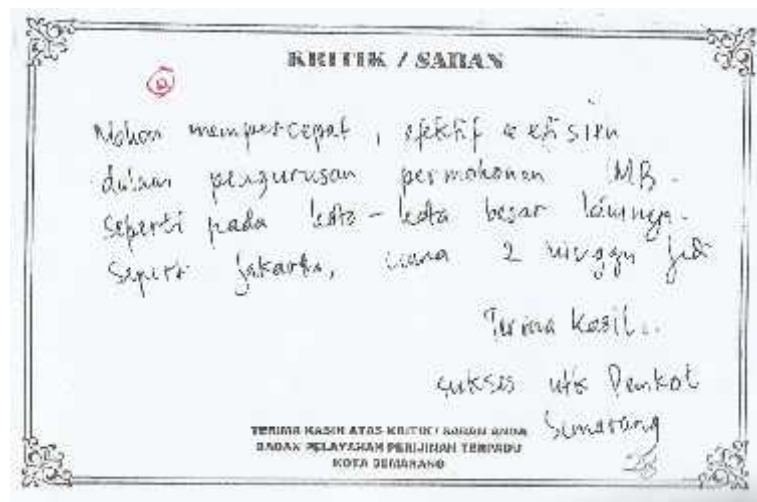 KRITIK / SARAN
Mohon mempercepat, efektif & efisien
dalam pengurusan permohonan IMB.
Seperti pada kota-kota besar lainnya.
Seperti Jakarta, 2 minggu jadi
Terima kasih..
sukses utk Pemkot
Semarang
TERIMA KASIH ATAS KRITIK / SARAN ANDA
BADAN PELAYANAN PERIJINAN TERPADU
KOTA SEMARANG